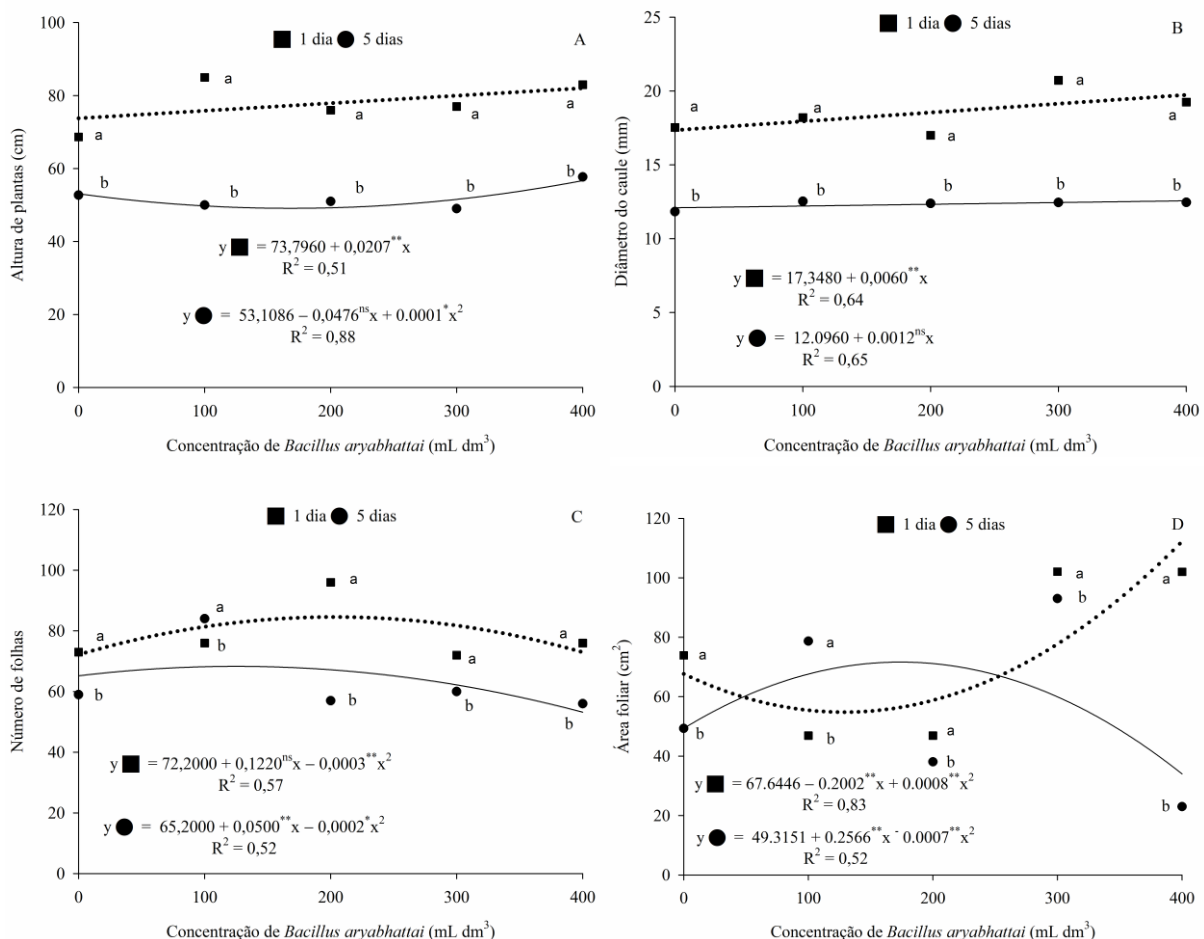 ■ 1 dia ● 5 dias
A
Altura de plantas (cm)
100
80
60
40
20
0
a
a
a
a
a
b
b
b
b
b
y ■ = 73,7960 + 0,0207**x
R² = 0,51
y ● = 53,1086 – 0,0476ⁿˢx + 0.0001*x²
R² = 0,88
0 100 200 300 400
Concentração de Bacillus aryabhattai (mL dm³)
■ 1 dia ● 5 dias
B
Diâmetro do caule (mm)
25
20
15
10
5
0
a
a
a
a
a
b
b
b
b
b
y ■ = 17,3480 + 0,0060**x
R² = 0,64
y ● = 12.0960 + 0.0012ⁿˢx
R² = 0,65
0 100 200 300 400
Concentração de Bacillus aryabhattai (mL dm³)
■ 1 dia ● 5 dias
C
Número de folhas
120
100
80
60
40
20
0
a
a
b
a
a
a
b
b
b
b
y ■ = 72,2000 + 0,1220ⁿˢx – 0,0003**x²
R² = 0,57
y ● = 65,2000 + 0,0500**x – 0,0002*x²
R² = 0,52
0 100 200 300 400
Concentração de Bacillus aryabhattai (mL dm³)
■ 1 dia ● 5 dias
D
Área foliar (cm²)
120
100
80
60
40
20
0
a
b
a
b
a
b
a
b
a
b
y ■ = 67.6446 – 0.2002**x + 0.0008**x²
R² = 0,83
y ● = 49.3151 + 0.2566**x - 0.0007**x²
R² = 0,52
0 100 200 300 400
Concentração de Bacillus aryabhattai (mL dm³)